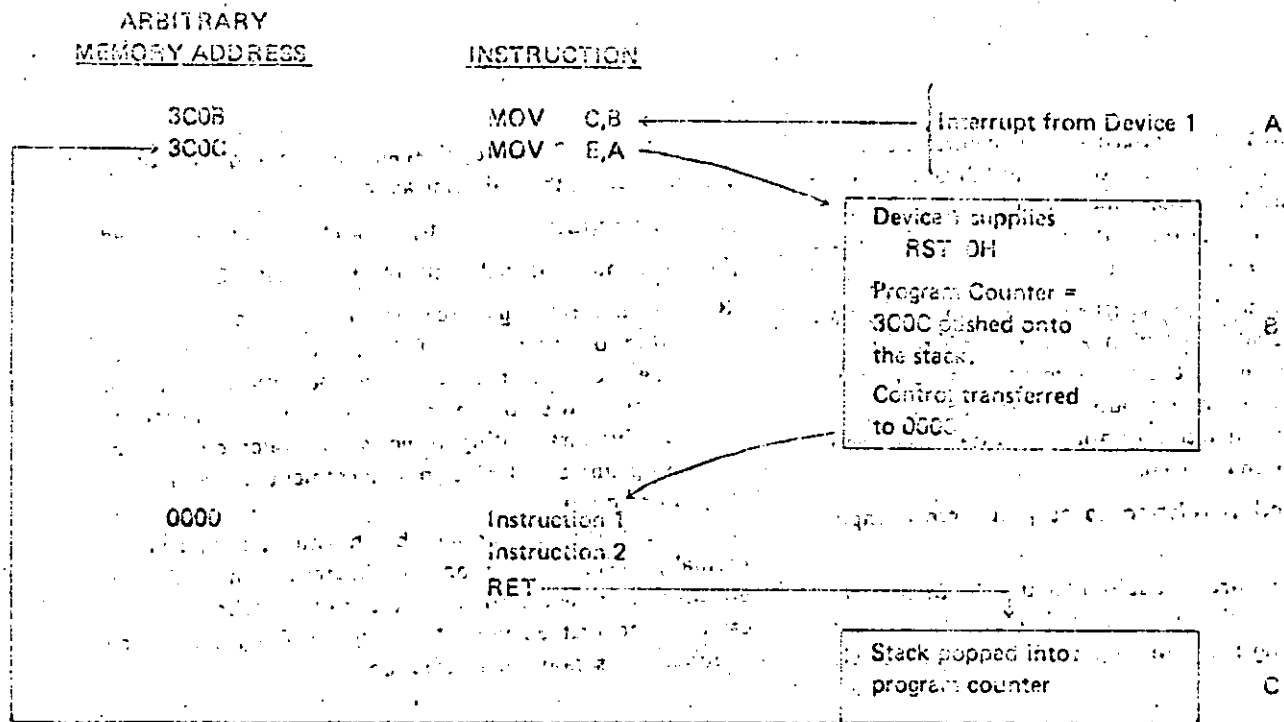 ARBITRARY
MEMORY ADDRESS
INSTRUCTION
3C0B MOV C,B Interrupt from Device 1 A
3C0C MOV E,A
Device 1 supplies
RST 0H
Program Counter =
3C0C pushed onto B
the stack.
Control transferred
to 0000
0000 Instruction 1
Instruction 2
RET
Stack popped into
program counter C